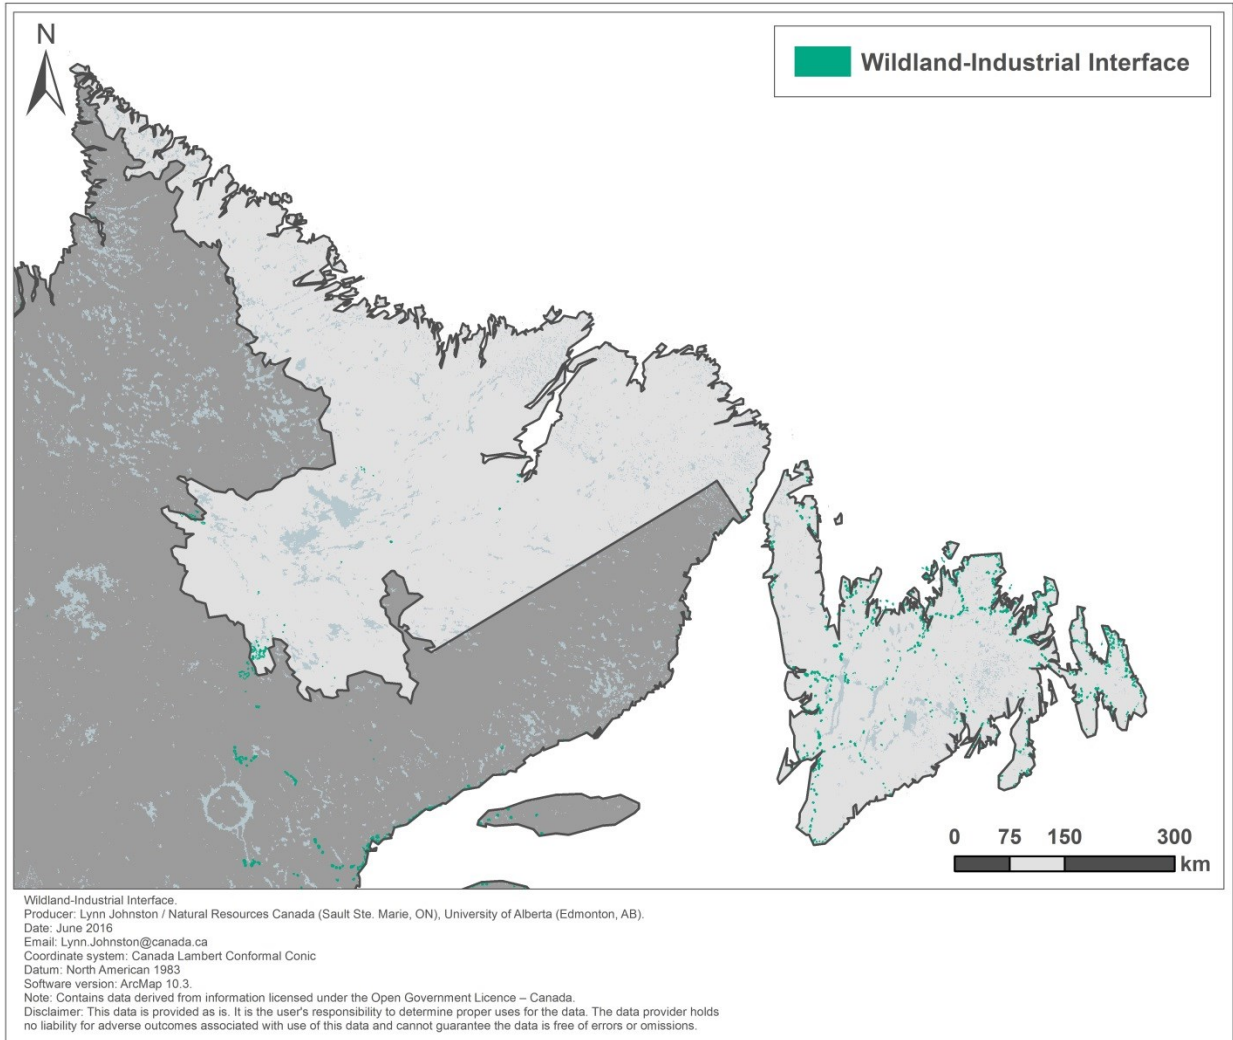 N
Wildland-Industrial Interface
0 75 150 300
km
Wildland-Industrial Interface.
Producer: Lynn Johnston / Natural Resources Canada (Sault Ste. Marie, ON), University of Alberta (Edmonton, AB).
Date: June 2016
Email: Lynn.Johnston@canada.ca
Coordinate system: Canada Lambert Conformal Conic
Datum: North American 1983
Software version: ArcMap 10.3.
Note: Contains data derived from information licensed under the Open Government Licence – Canada.
Disclaimer: This data is provided as is. It is the user's responsibility to determine proper uses for the data. The data provider holds
no liability for adverse outcomes associated with use of this data and cannot guarantee the data is free of errors or omissions.